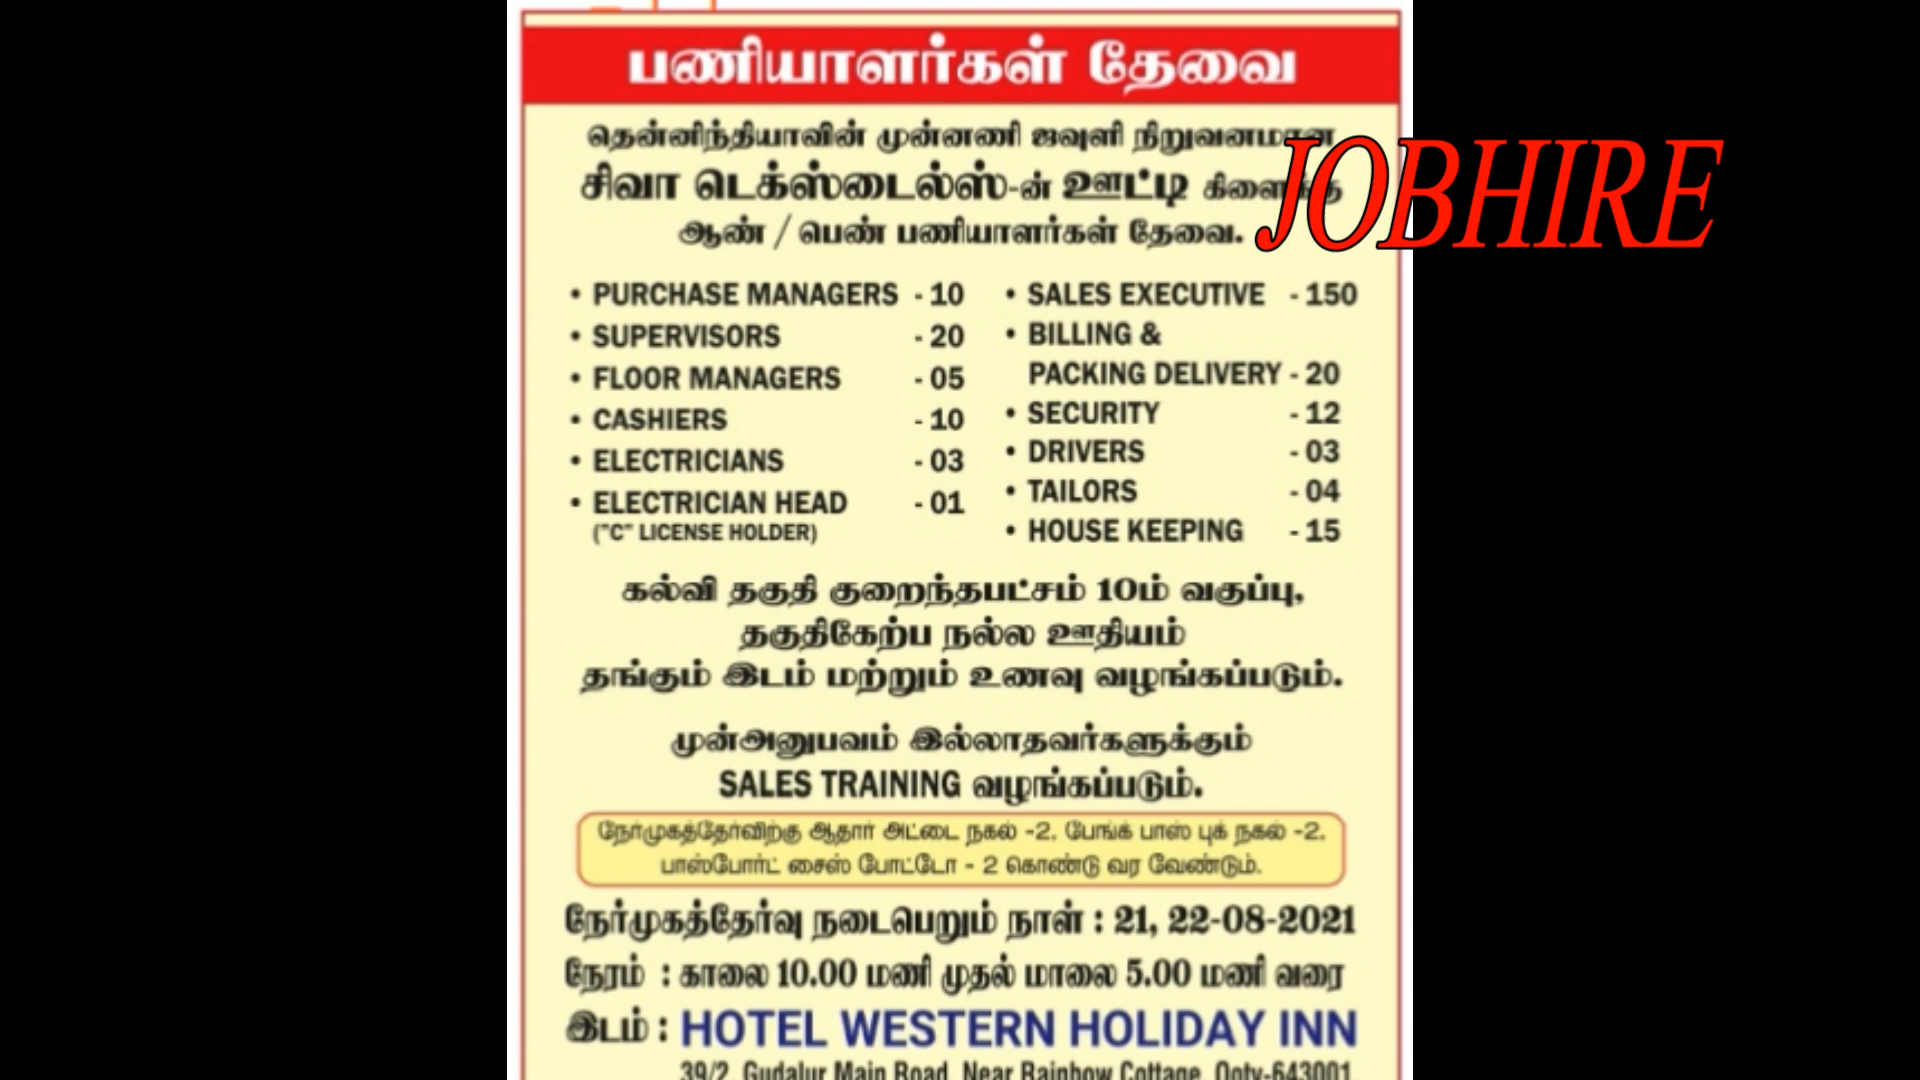 பணியாளர்கள் தேவை
தென்னிந்தியாவின் முன்னணி ஜவுளி நிறுவனமான
சிவா டெக்ஸ்டைல்ஸ்-ன் ஊட்டி கிளைக்கு
JOBHIRE
ஆண் / பெண் பணியாளர்கள் தேவை.
• PURCHASE MANAGERS - 10
• SUPERVISORS - 20
• FLOOR MANAGERS - 05
• CASHIERS - 10
• ELECTRICIANS - 03
• ELECTRICIAN HEAD - 01
("C" LICENSE HOLDER)
• SALES EXECUTIVE - 150
• BILLING &
PACKING DELIVERY - 20
• SECURITY - 12
• DRIVERS - 03
• TAILORS - 04
• HOUSE KEEPING - 15
கல்வி தகுதி குறைந்தபட்சம் 10ம் வகுப்பு,
தகுதிகேற்ப நல்ல ஊதியம்
தங்கும் இடம் மற்றும் உணவு வழங்கப்படும்.
முன்அனுபவம் இல்லாதவர்களுக்கும்
SALES TRAINING வழங்கப்படும்.
நேர்முகத்தேர்விற்கு ஆதார் அட்டை நகல் -2, பேங்க் பாஸ் புக் நகல் -2,
பாஸ்போர்ட் சைஸ் போட்டோ - 2 கொண்டு வர வேண்டும்.
நேர்முகத்தேர்வு நடைபெறும் நாள் : 21, 22-08-2021
நேரம் : காலை 10.00 மணி முதல் மாலை 5.00 மணி வரை
இடம் : HOTEL WESTERN HOLIDAY INN
39/2, Gudalur Main Road, Near Rainbow Cottage, Ooty-643001.